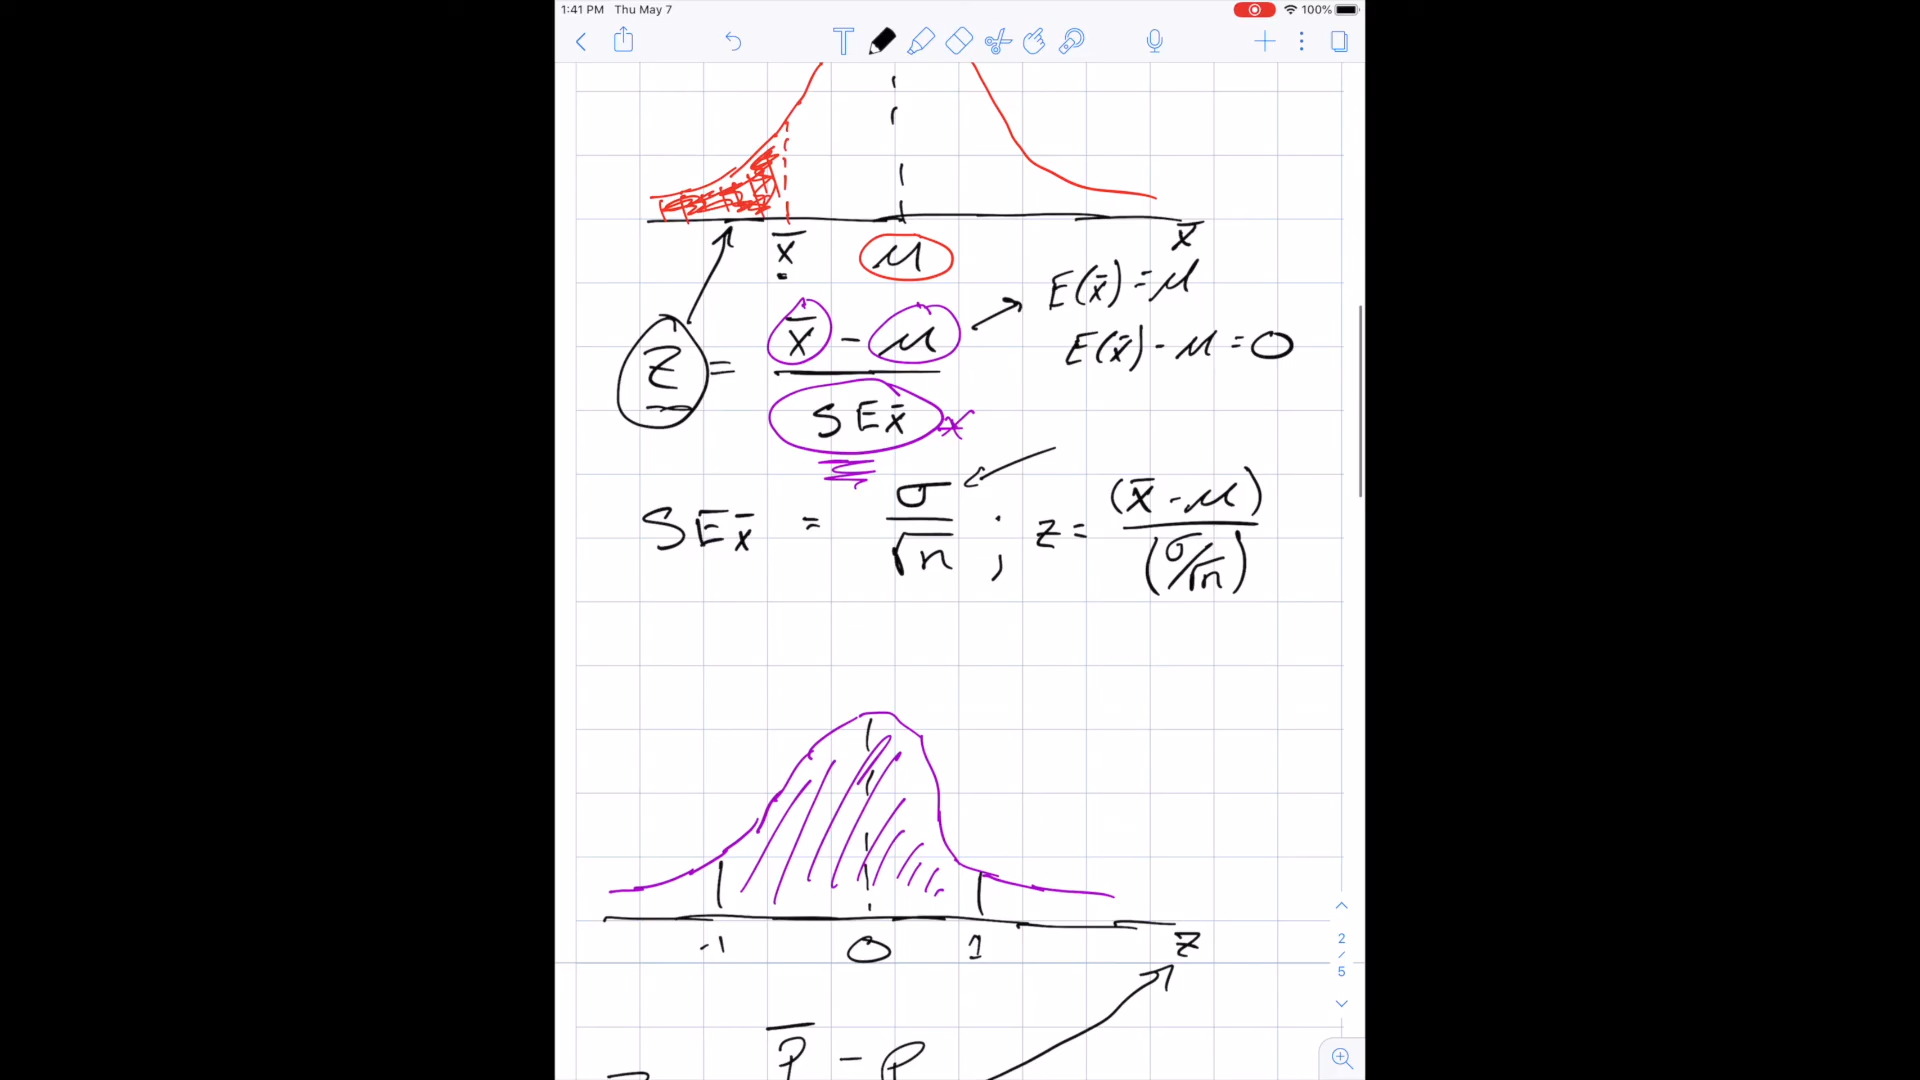 1:41 PM Thu May 7 100%
T
x̄ μ x̄
E(x̄) = μ
z = x̄ - μ
E(x̄) - μ = 0
SEx̄
SEx̄ = σ/√n ; z = (x̄ - μ)/(σ/√n)
-1 0 1 z
2
/
5
p̄ - p